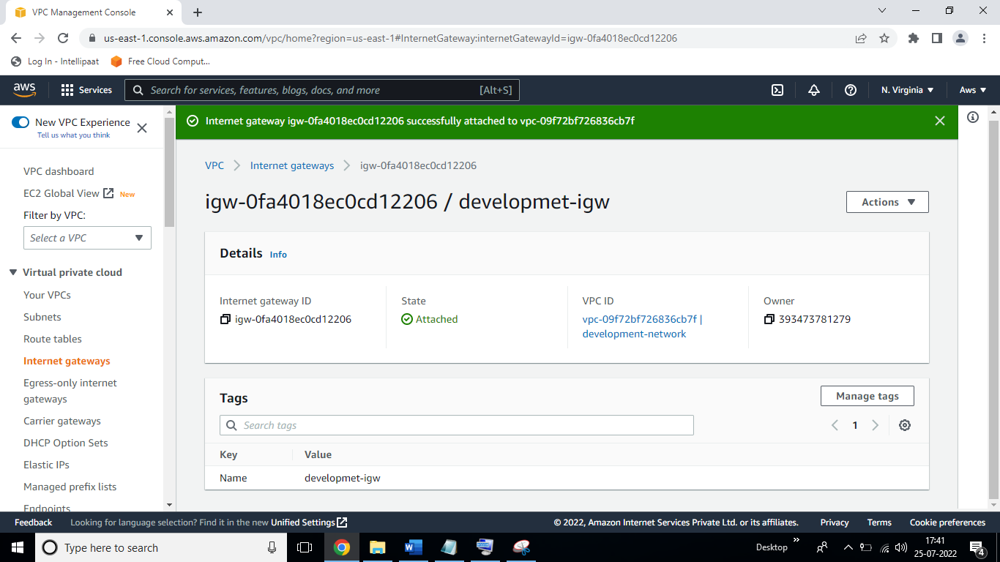 VPC Management Console
us-east-1.console.aws.amazon.com/vpc/home?region=us-east-1#InternetGateway:internetGatewayId=igw-0fa4018ec0cd12206
Log In - Intellipaat
Free Cloud Comput...
aws
Services
Search for services, features, blogs, docs, and more
[Alt+S]
N. Virginia
Aws
New VPC Experience
Tell us what you think
Internet gateway igw-0fa4018ec0cd12206 successfully attached to vpc-09f72bf726836cb7f
VPC dashboard
EC2 Global View
New
Filter by VPC:
Select a VPC
Virtual private cloud
Your VPCs
Subnets
Route tables
Internet gateways
Egress-only internet
gateways
Carrier gateways
DHCP Option Sets
Elastic IPs
Managed prefix lists
Endpoints
VPC
Internet gateways
igw-0fa4018ec0cd12206
igw-0fa4018ec0cd12206 / developmet-igw
Actions
Details
Info
Internet gateway ID
igw-0fa4018ec0cd12206
State
Attached
VPC ID
vpc-09f72bf726836cb7f |
development-network
Owner
393473781279
Tags
Manage tags
Search tags
1
Key
Value
Name
developmet-igw
Feedback
Looking for language selection? Find it in the new Unified Settings
© 2022, Amazon Internet Services Private Ltd. or its affiliates.
Privacy
Terms
Cookie preferences
Type here to search
Desktop
17:41
25-07-2022
4